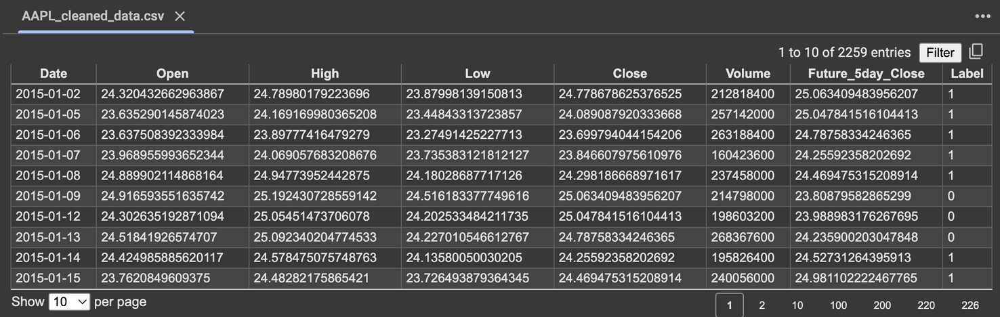 AAPL_cleaned_data.csv
1 to 10 of 2259 entries Filter
Date Open High Low Close Volume Future_5day_Close Label
2015-01-02 24.320432662963867 24.78980179223696 23.87998139150813 24.778678625376525 212818400 25.063409483956207 1
2015-01-05 23.635290145874023 24.169169980365208 23.44843313723857 24.089087920333668 257142000 25.047841516104413 1
2015-01-06 23.637508392333984 23.89777416479279 23.27491425227713 23.699794044154206 263188400 24.78758334246365 1
2015-01-07 23.968955993652344 24.069057683208676 23.735383121812127 23.846607975610976 160423600 24.25592358202692 1
2015-01-08 24.889902114868164 24.94773952442875 24.18028687717126 24.298186668971617 237458000 24.469475315208914 1
2015-01-09 24.916593551635742 25.192430728559142 24.516183377749616 25.063409483956207 214798000 23.80879582865299 0
2015-01-12 24.302635192871094 25.05451473706078 24.202533484211735 25.047841516104413 198603200 23.988983176267695 0
2015-01-13 24.51841926574707 25.092340204774533 24.227010546612767 24.78758334246365 268367600 24.235900203047848 0
2015-01-14 24.424985885620117 24.578475075748763 24.13580050030205 24.25592358202692 195826400 24.52731264395913 1
2015-01-15 23.7620849609375 24.48282175865421 23.726493879364345 24.469475315208914 240056000 24.981102222467765 1
Show 10 per page 1 2 10 100 200 220 226